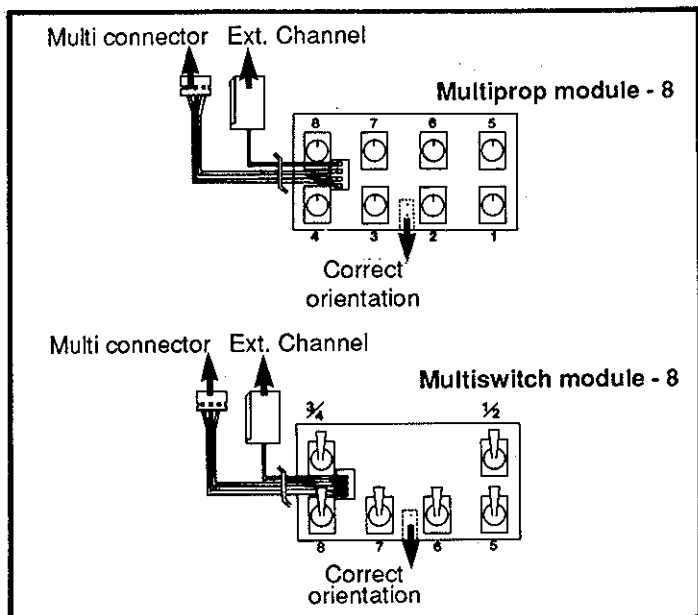 Multi connector Ext. Channel
Multiprop module - 8
8 7 6 5
4 3 2 1
Correct
orientation
Multi connector Ext. Channel
Multiswitch module - 8
3/4 1/2
8 7 6 5
Correct
orientation